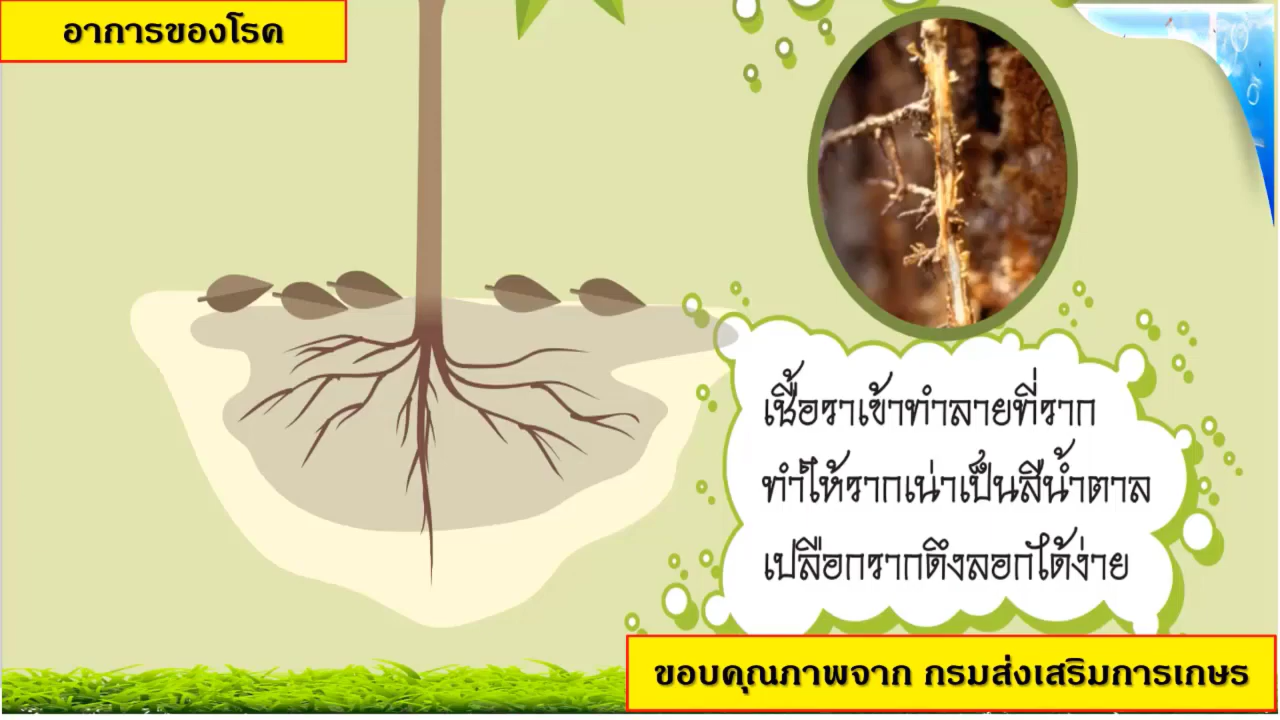 อาการของโรค
เชื้อราเข้าทำลายที่ราก
ทำให้รากเน่าเป็นสีน้ำตาล
เปลือกรากดึงลอกได้ง่าย
ขอบคุณภาพจาก กรมส่งเสริมการเกษร